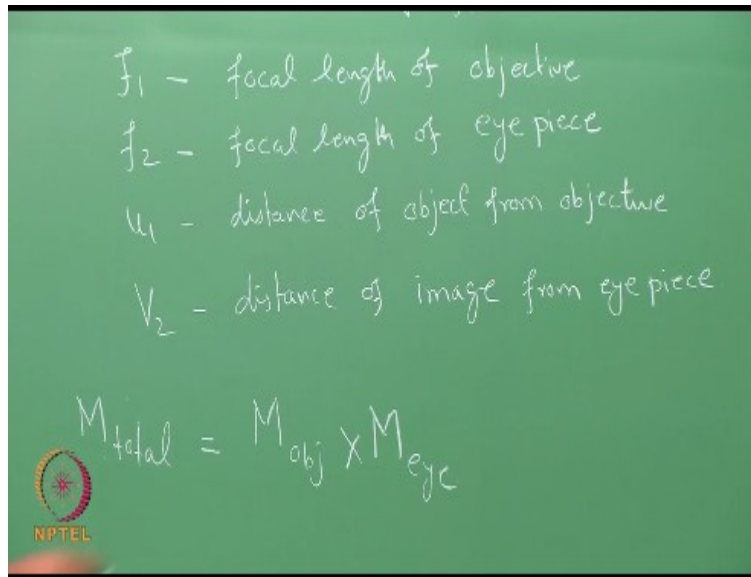 f₁ - focal length of objective
f₂ - focal length of eye piece
u₁ - distance of object from objective
V₂ - distance of image from eye piece
M total = M obj X M eye
NPTEL